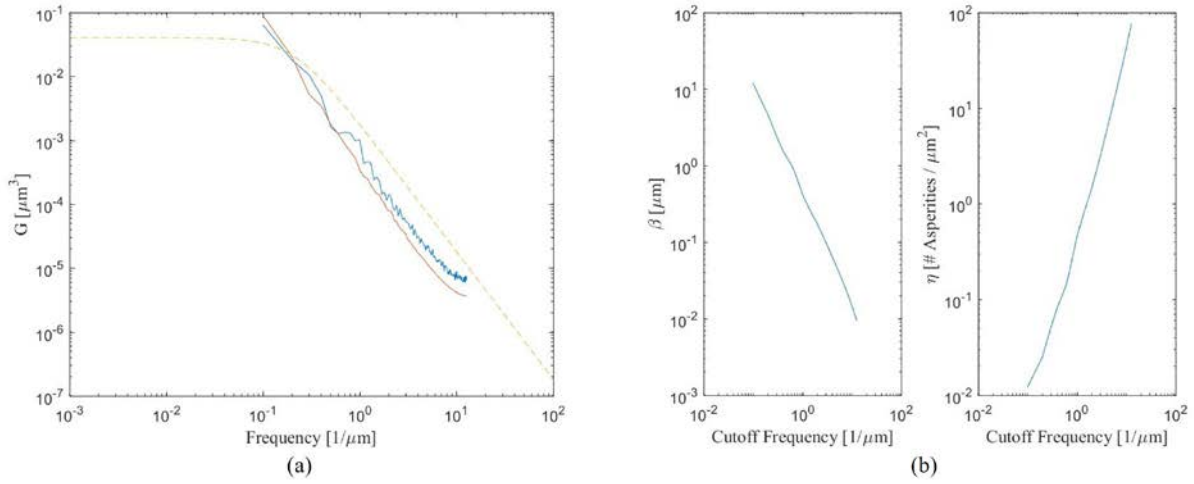 10^-1
10^-2
10^-3
10^-4
10^-5
10^-6
10^-7
G [μm^3]
10^-3 10^-2 10^-1 10^0 10^1 10^2
Frequency [1/μm]
(a)
10^2
10^1
10^0
10^-1
10^-2
10^-3
β [μm]
10^-2 10^0 10^2
Cutoff Frequency [1/μm]
10^2
10^1
10^0
10^-1
10^-2
η [# Asperities / μm^2]
10^-2 10^0 10^2
Cutoff Frequency [1/μm]
(b)